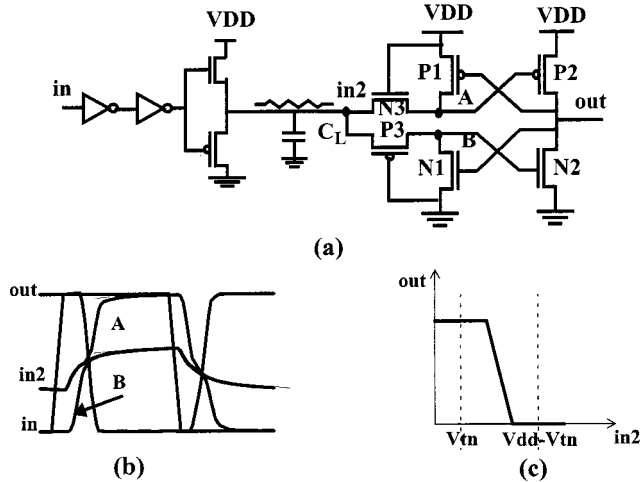 VDD VDD
VDD
P1 P2
in in2 A out
N3
C_L P3
B
N1 N2
(a)
out out
A
in2 B
in Vtn Vdd-Vtn in2
(b) (c)